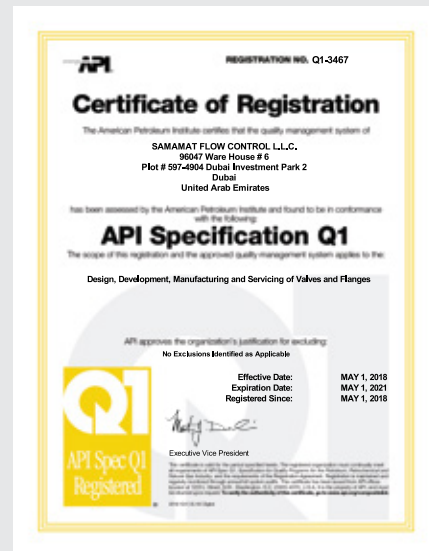 API
REGISTRATION NO. Q1-3467
Certificate of Registration
The American Petroleum Institute certifies that the quality management system of
SAMAMAT FLOW CONTROL L.L.C.
96047 Ware House # 6
Plot # 597-4904 Dubai Investment Park 2
Dubai
United Arab Emirates
has been assessed by the American Petroleum Institute and found to be in conformance
with the following:
API Specification Q1
The scope of this registration and the approved quality management system applies to the:
Design, Development, Manufacturing and Servicing of Valves and Flanges
API approves the organization's justification for excluding:
No Exclusions Identified as Applicable
Effective Date: MAY 1, 2018
Expiration Date: MAY 1, 2021
Registered Since: MAY 1, 2018
Q1
API Spec Q1
Registered
Executive Vice President